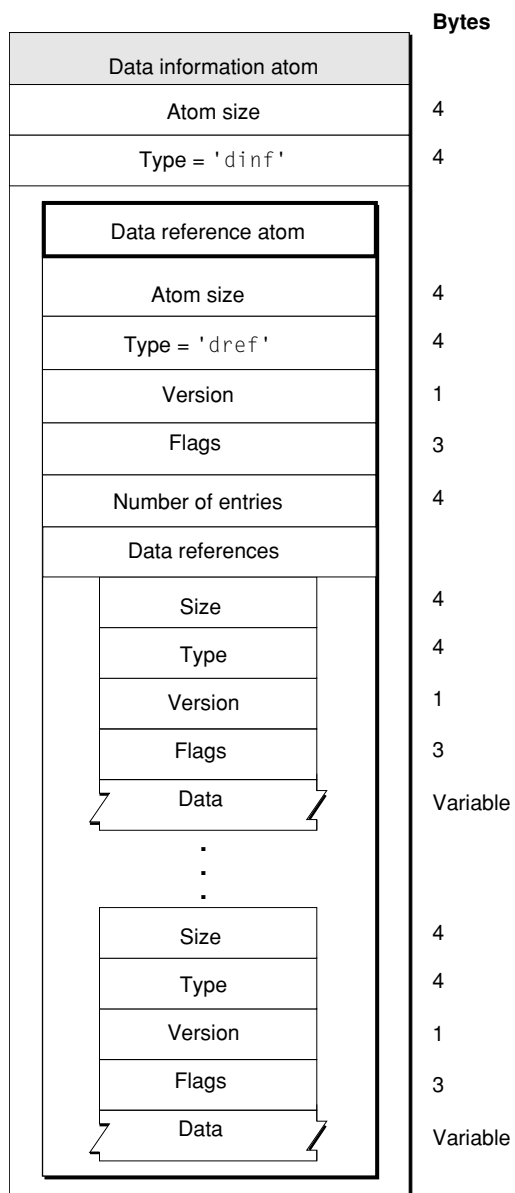 Bytes
Data information atom
Atom size 4
Type = 'dinf' 4
Data reference atom
Atom size 4
Type = 'dref' 4
Version 1
Flags 3
Number of entries 4
Data references
Size 4
Type 4
Version 1
Flags 3
Data Variable
Size 4
Type 4
Version 1
Flags 3
Data Variable